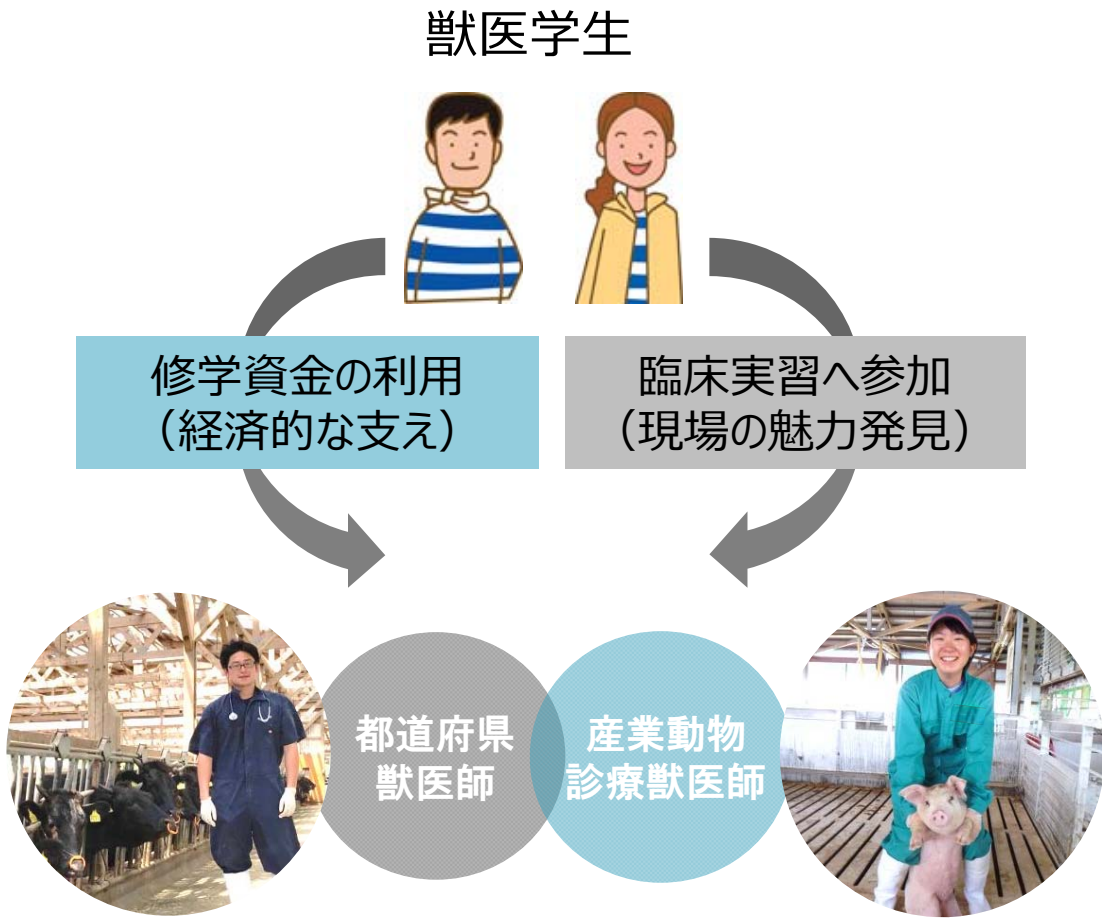 獣医学生
修学資金の利用
（経済的な支え）
臨床実習へ参加
（現場の魅力発見）
都道府県
獣医師
産業動物
診療獣医師